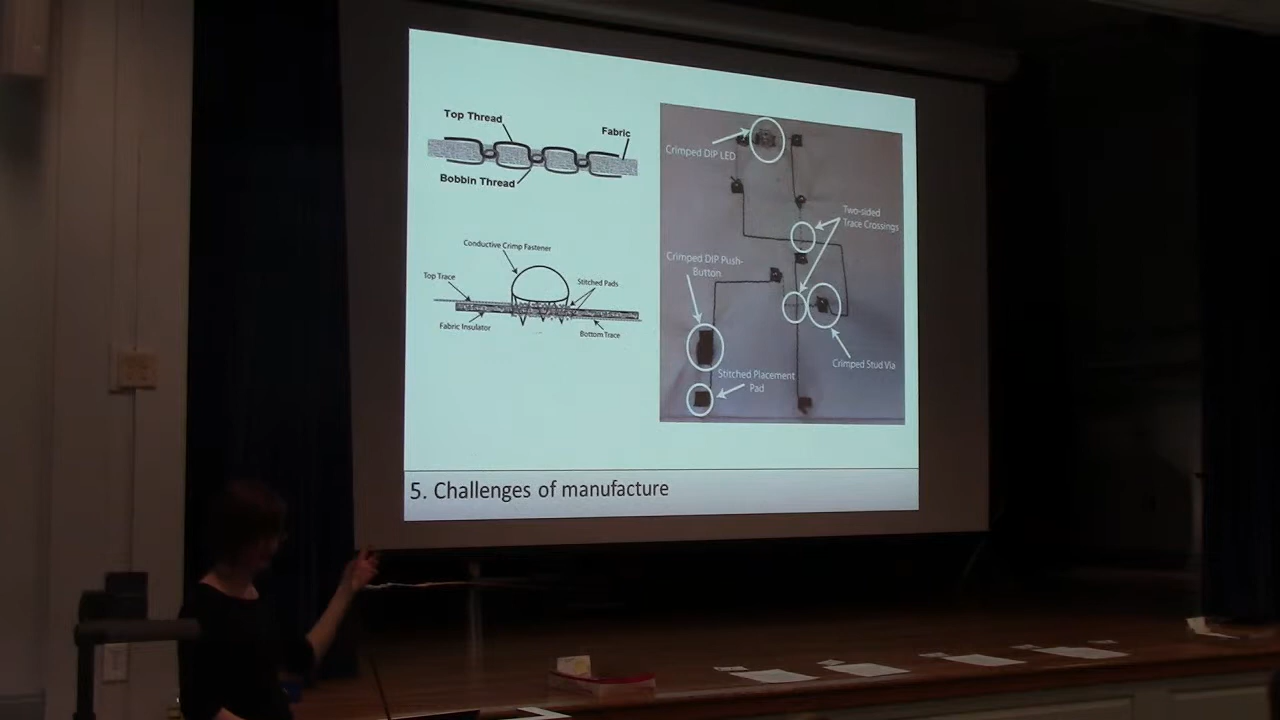 Top Thread
Fabric
Bobbin Thread
Conductive Crimp Fastener
Top Trace
Stitched Pads
Fabric Insulator
Bottom Trace
Crimped DIP LED
Two-sided
Trace Crossings
Crimped DIP Push-
Button
Crimped Stud Via
Stitched Placement
Pad
5. Challenges of manufacture